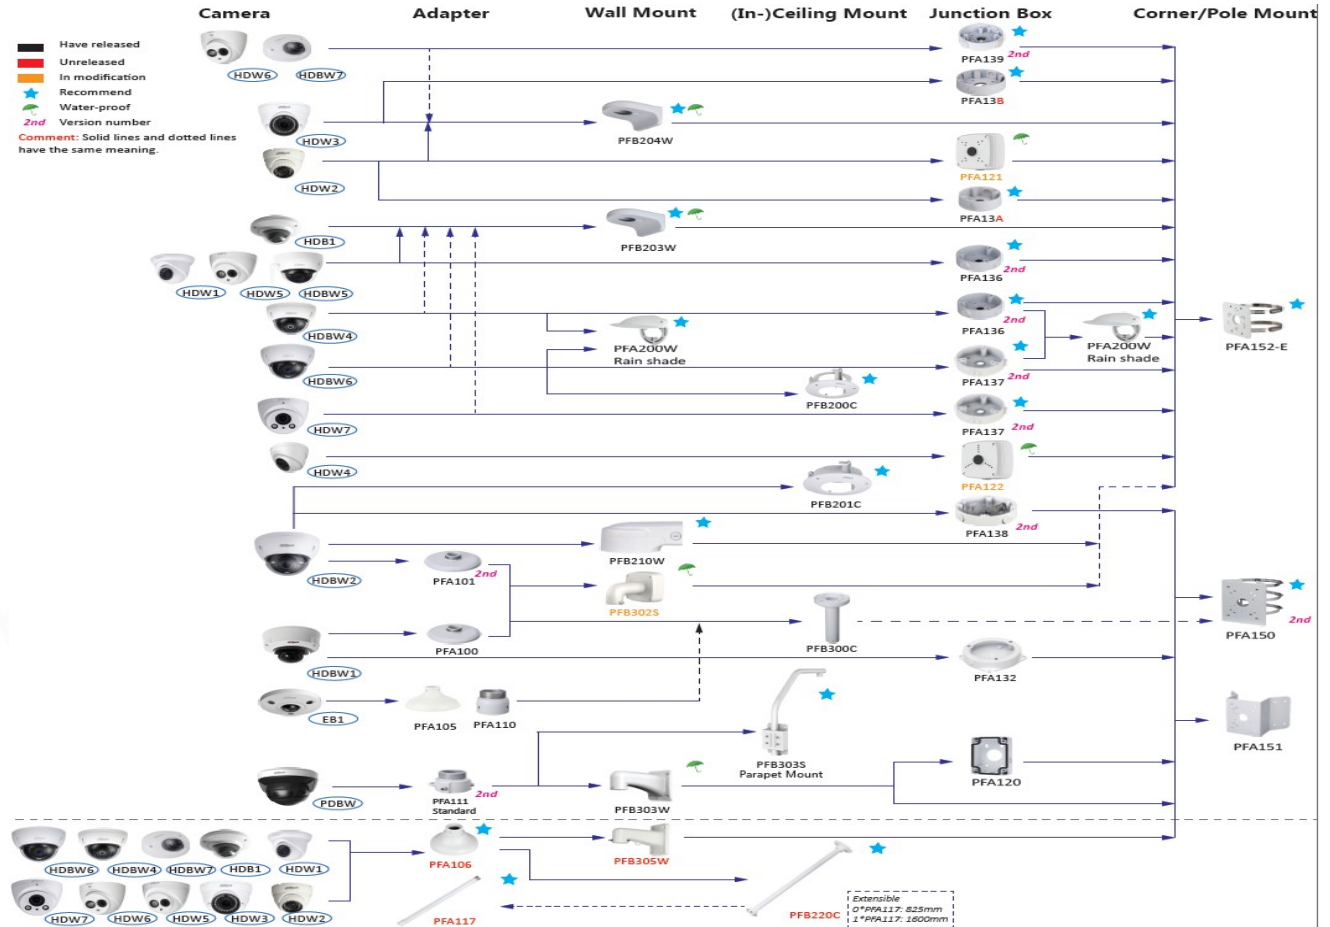 Camera Adapter Wall Mount (In-)Ceiling Mount Junction Box Corner/Pole Mount
Have released
Unreleased
In modification
Recommend
Water-proof
2nd Version number
Comment: Solid lines and dotted lines
have the same meaning.
HDW6 HDBW7
PFA139 2nd
PFA13B
HDW3
PFB204W
HDW2
PFA121
PFA13A
HDB1
PFB203W
HDW1 HDW5 HDBW5
PFA136 2nd
HDBW4
PFA136 2nd
PFA200W
Rain shade
PFA200W
Rain shade
PFA152-E
HDBW6
PFA137 2nd
PFB200C
HDW7
PFA137 2nd
HDW4
PFA122
PFB201C
PFA138 2nd
PFB210W
HDBW2
PFA101 2nd
PFB302S
PFA150 2nd
PFA100
PFB300C
HDBW1
PFA132
EB1
PFA105 PFA110
PFA151
PFB303S
Parapet Mount
PDBW
PFA111
Standard
2nd
PFB303W
PFA120
HDBW6 HDBW4 HDBW7 HDB1 HDW1
PFA106
PFB305W
HDW7 HDW6 HDW5 HDW3 HDW2
PFA117
PFB220C
Extensible
0*PFA117: 825mm
1*PFA117: 1600mm